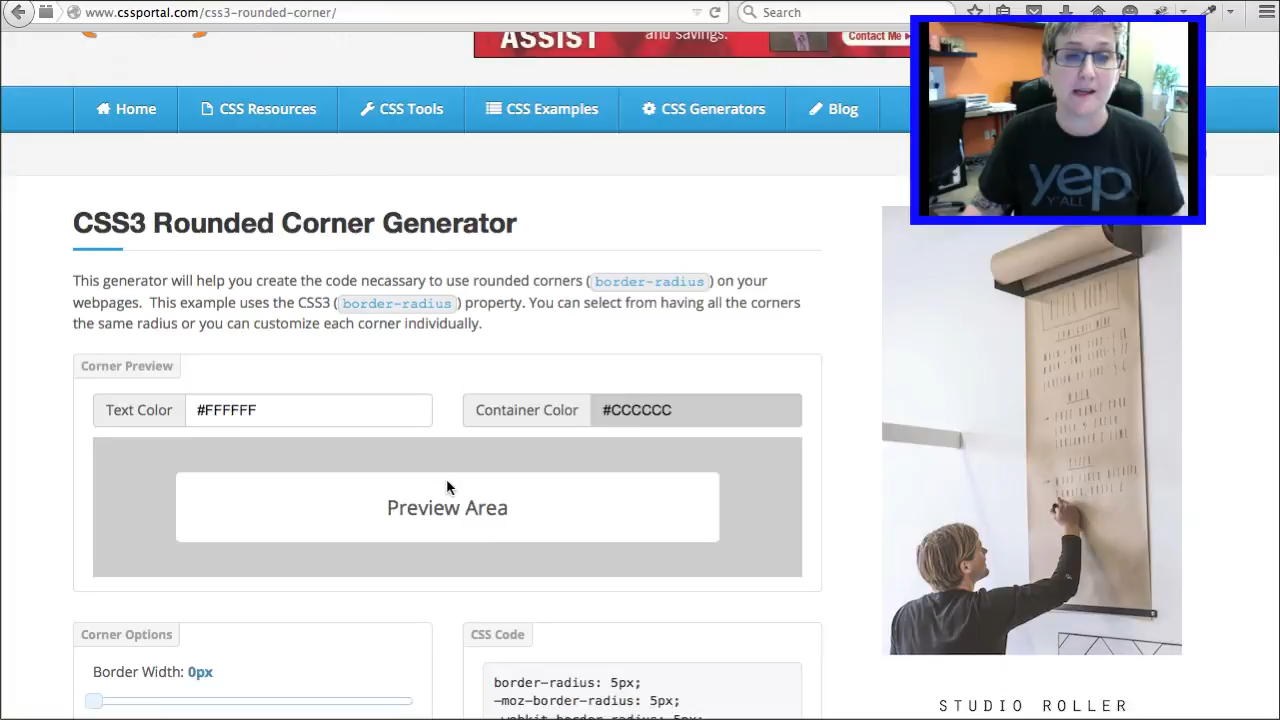 www.cssportal.com/css3-rounded-corner/
Search
ASSIST
and savings.
Contact Me
Home
CSS Resources
CSS Tools
CSS Examples
CSS Generators
Blog
yep
Y'ALL
CSS3 Rounded Corner Generator
This generator will help you create the code necassary to use rounded corners ( border-radius ) on your
webpages. This example uses the CSS3 ( border-radius ) property. You can select from having all the corners
the same radius or you can customize each corner individually.
Corner Preview
Text Color #FFFFFF
Container Color #CCCCCC
Preview Area
Corner Options
Border Width: 0px
CSS Code
border-radius: 5px;
-moz-border-radius: 5px;
-webkit-border-radius: 5px;
STUDIO ROLLER